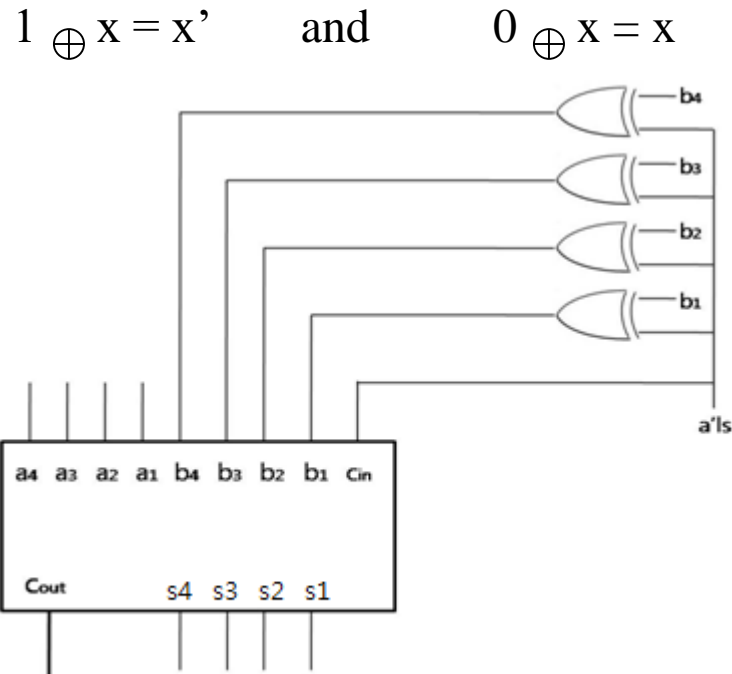 1 ⊕ x = x’ and 0 ⊕ x = x
b4
b3
b2
b1
a'ls
a4 a3 a2 a1 b4 b3 b2 b1 Cin
Cout s4 s3 s2 s1